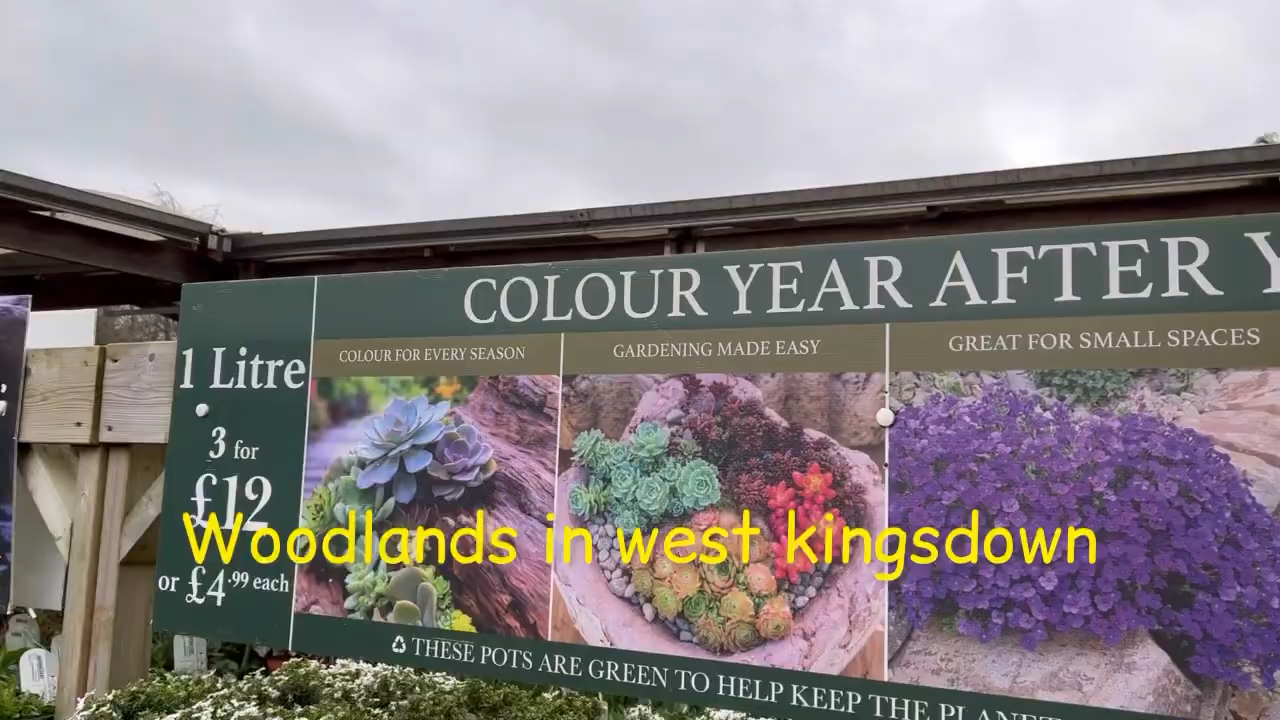 COLOUR YEAR AFTER
1 Litre
3 for
£12
or £4.99 each
COLOUR FOR EVERY SEASON
GARDENING MADE EASY
GREAT FOR SMALL SPACES
Woodlands in west kingsdown
THESE POTS ARE GREEN TO HELP KEEP THE PLANET